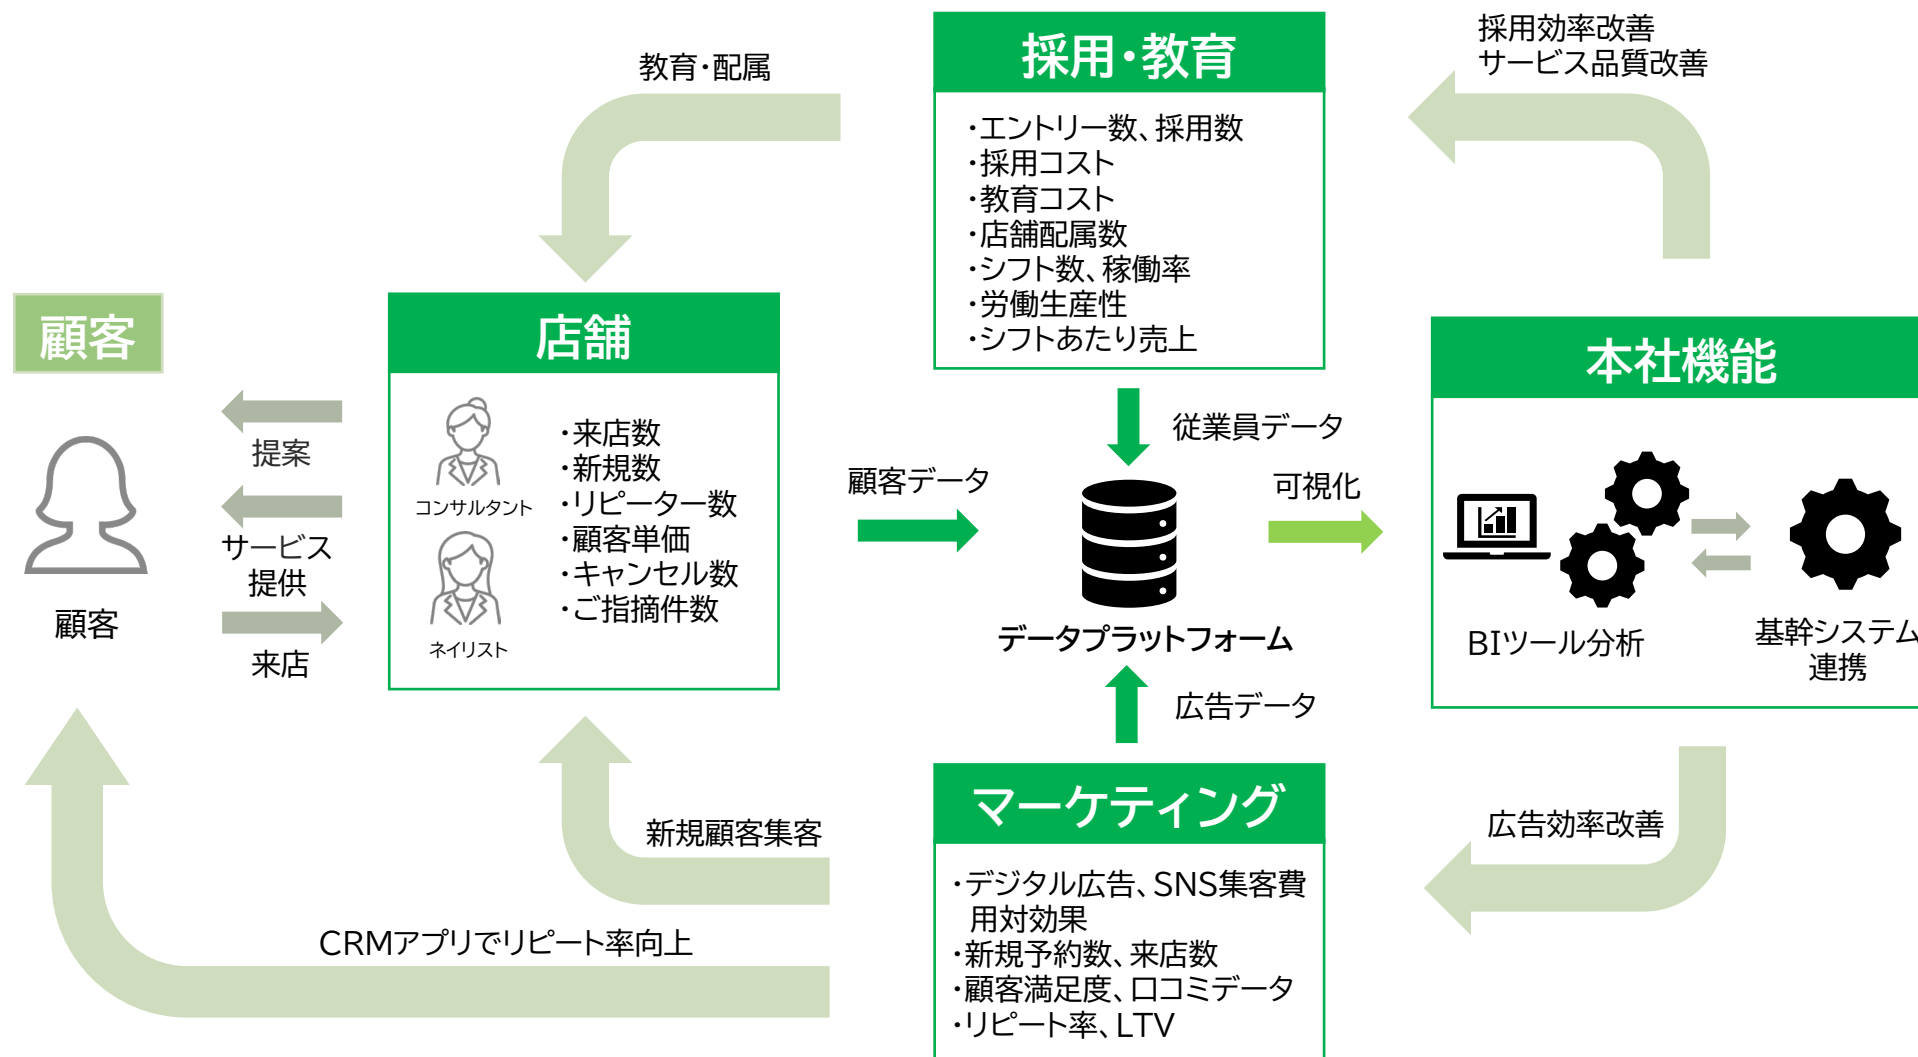 採用・教育
・エントリー数、採用数
・採用コスト
・教育コスト
・店舗配属数
・シフト数、稼働率
・労働生産性
・シフトあたり売上
教育・配属
採用効率改善
サービス品質改善
顧客
顧客
提案
サービス
提供
来店
店舗
コンサルタント
ネイリスト
・来店数
・新規数
・リピーター数
・顧客単価
・キャンセル数
・ご指摘件数
顧客データ
従業員データ
データプラットフォーム
広告データ
可視化
本社機能
BIツール分析
基幹システム
連携
マーケティング
・デジタル広告、SNS集客費
用対効果
・新規予約数、来店数
・顧客満足度、口コミデータ
・リピート率、LTV
新規顧客集客
CRMアプリでリピート率向上
広告効率改善